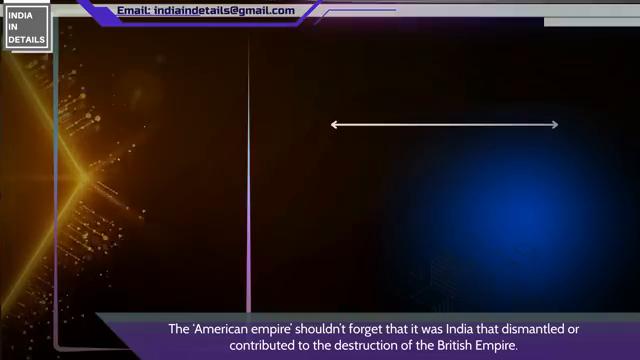 INDIA
IN
DETAILS
Email: indiaindetails@gmail.com
The 'American empire' shouldn't forget that it was India that dismantled or
contributed to the destruction of the British Empire.